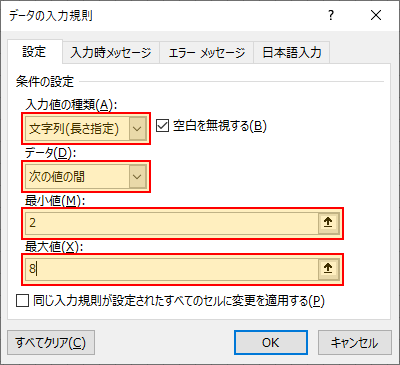 データの入力規則
設定
入力時メッセージ
エラー メッセージ
日本語入力
条件の設定
入力値の種類(A):
文字列(長さ指定)
空白を無視する(B)
データ(D):
次の値の間
最小値(M):
2
最大値(X):
8
同じ入力規則が設定されたすべてのセルに変更を適用する(P)
すべてクリア(C)
OK
キャンセル